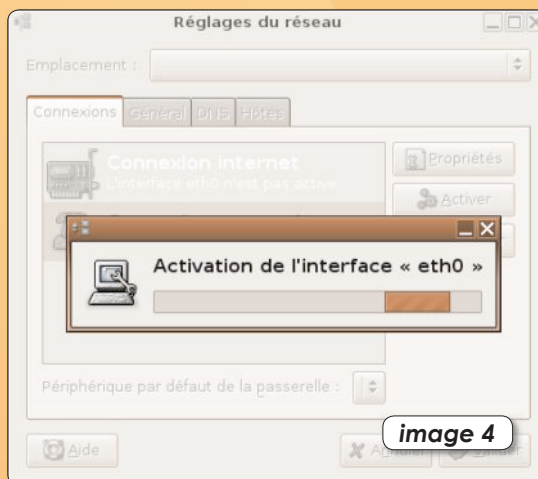 Réglages du réseau
Emplacement :
Connexions Général DNS Hôtes
Connexion internet
L'interface eth0 n'est pas active
Propriétés
Activer
Activation de l'interface « eth0 »
Périphérique par défaut de la passerelle :
Aide
image 4